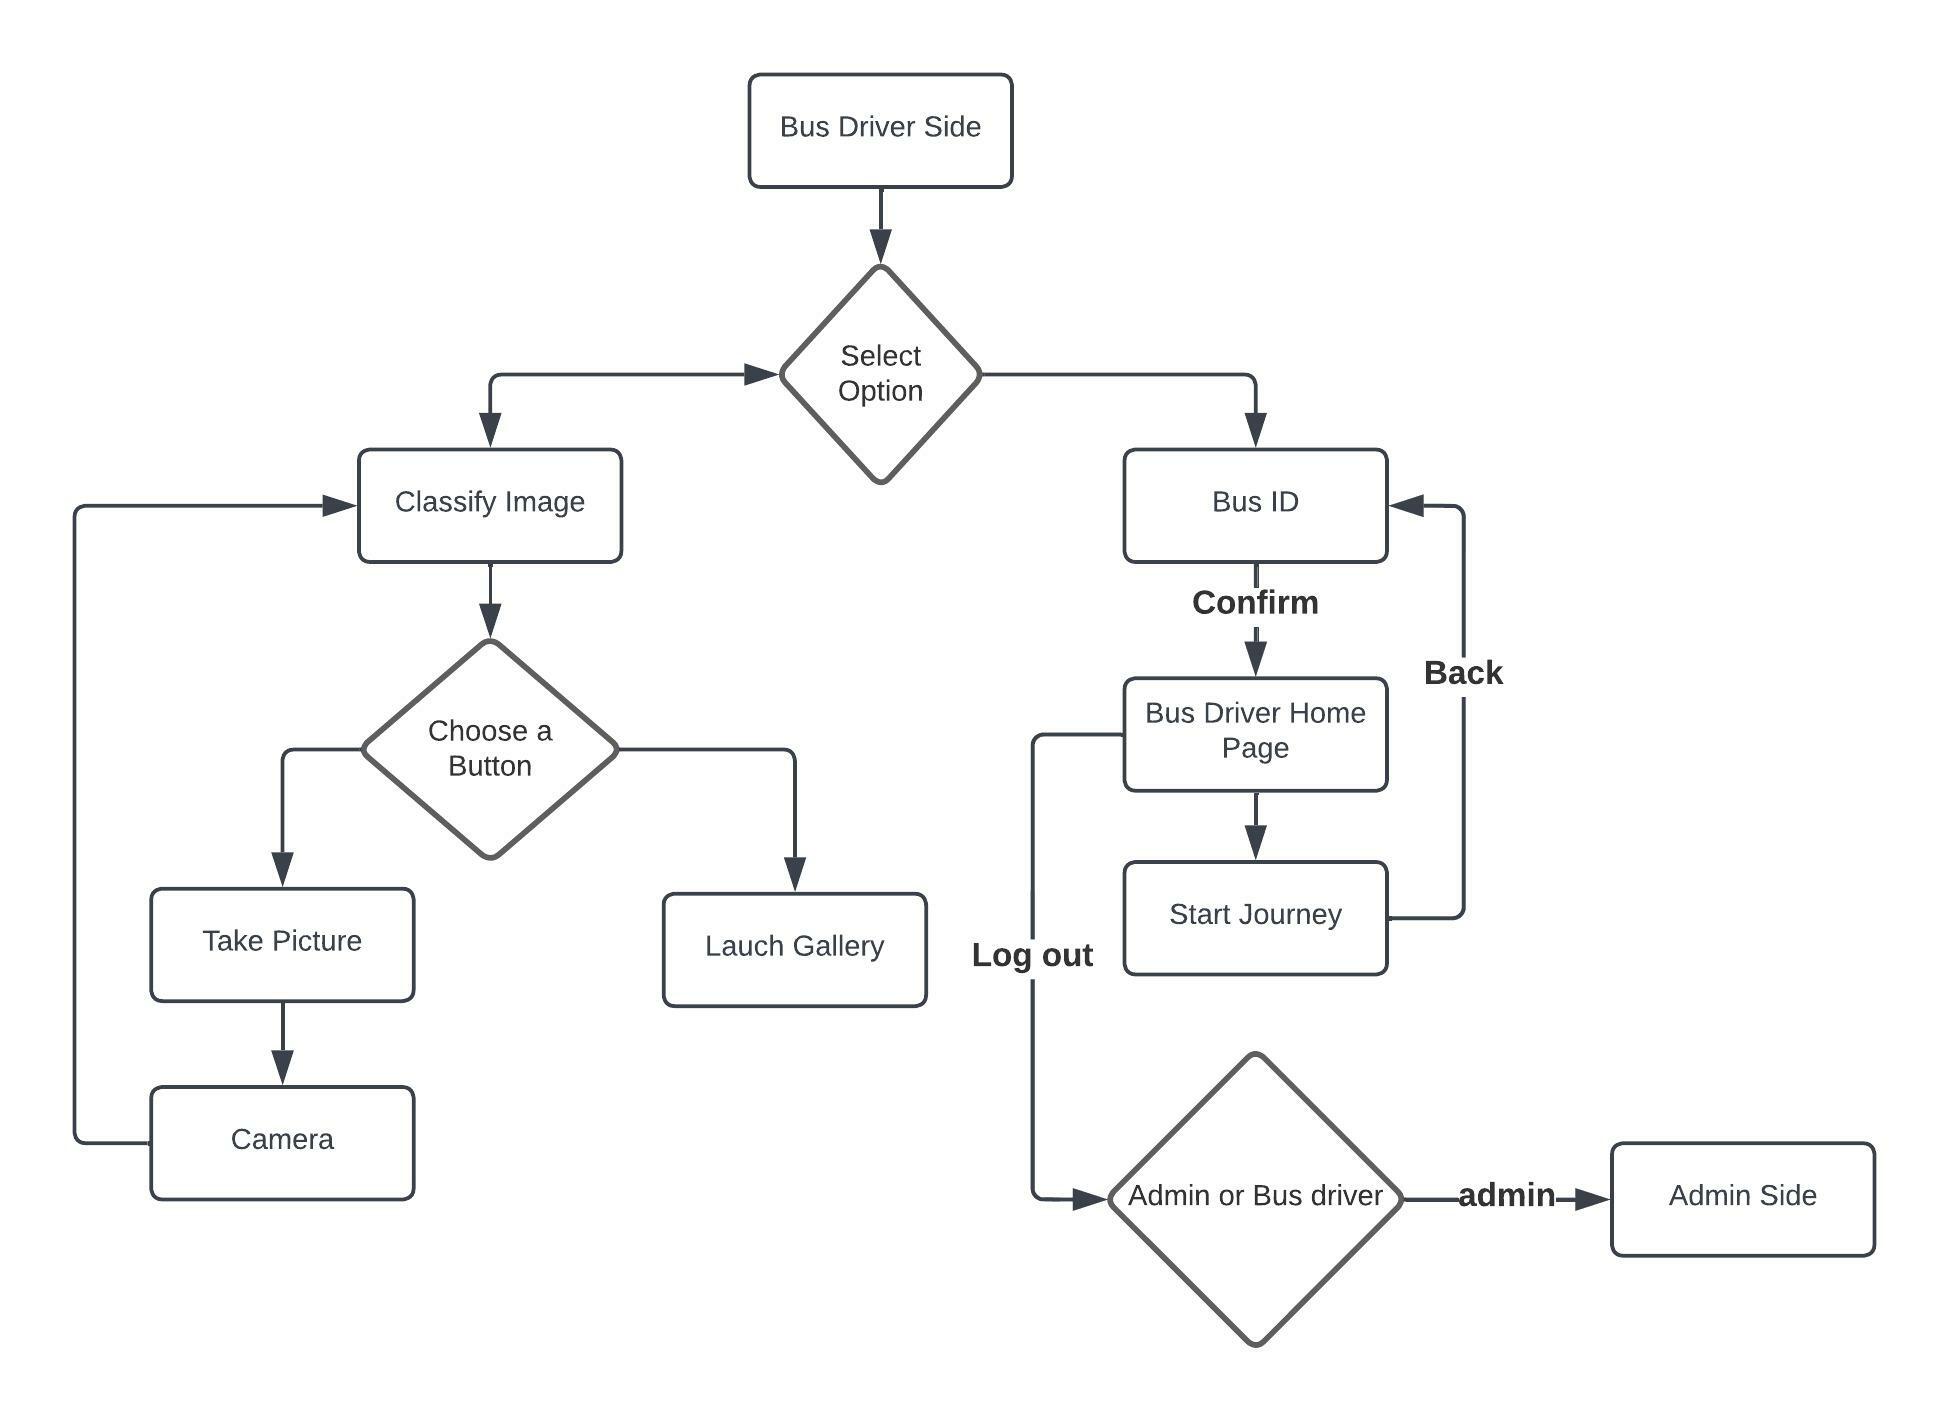 Bus Driver Side
Select
Option
Classify Image
Bus ID
Confirm
Back
Bus Driver Home
Page
Choose a
Button
Take Picture
Lauch Gallery
Start Journey
Log out
Camera
Admin or Bus driver
admin
Admin Side